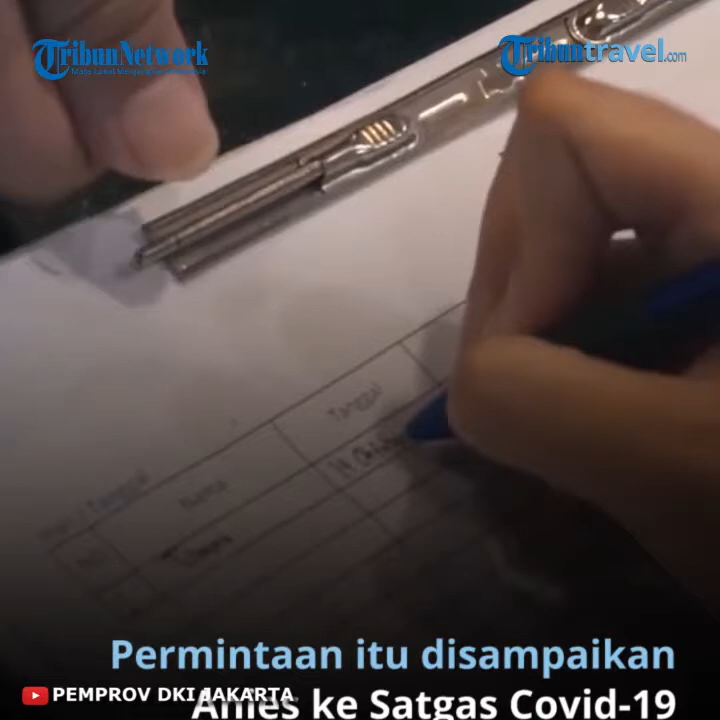 TribunNetwork
Tribuntravel.com
Tanggal
Nama
Permintaan itu disampaikan
PEMPROV DKI JAKARTA
Anies ke Satgas Covid-19